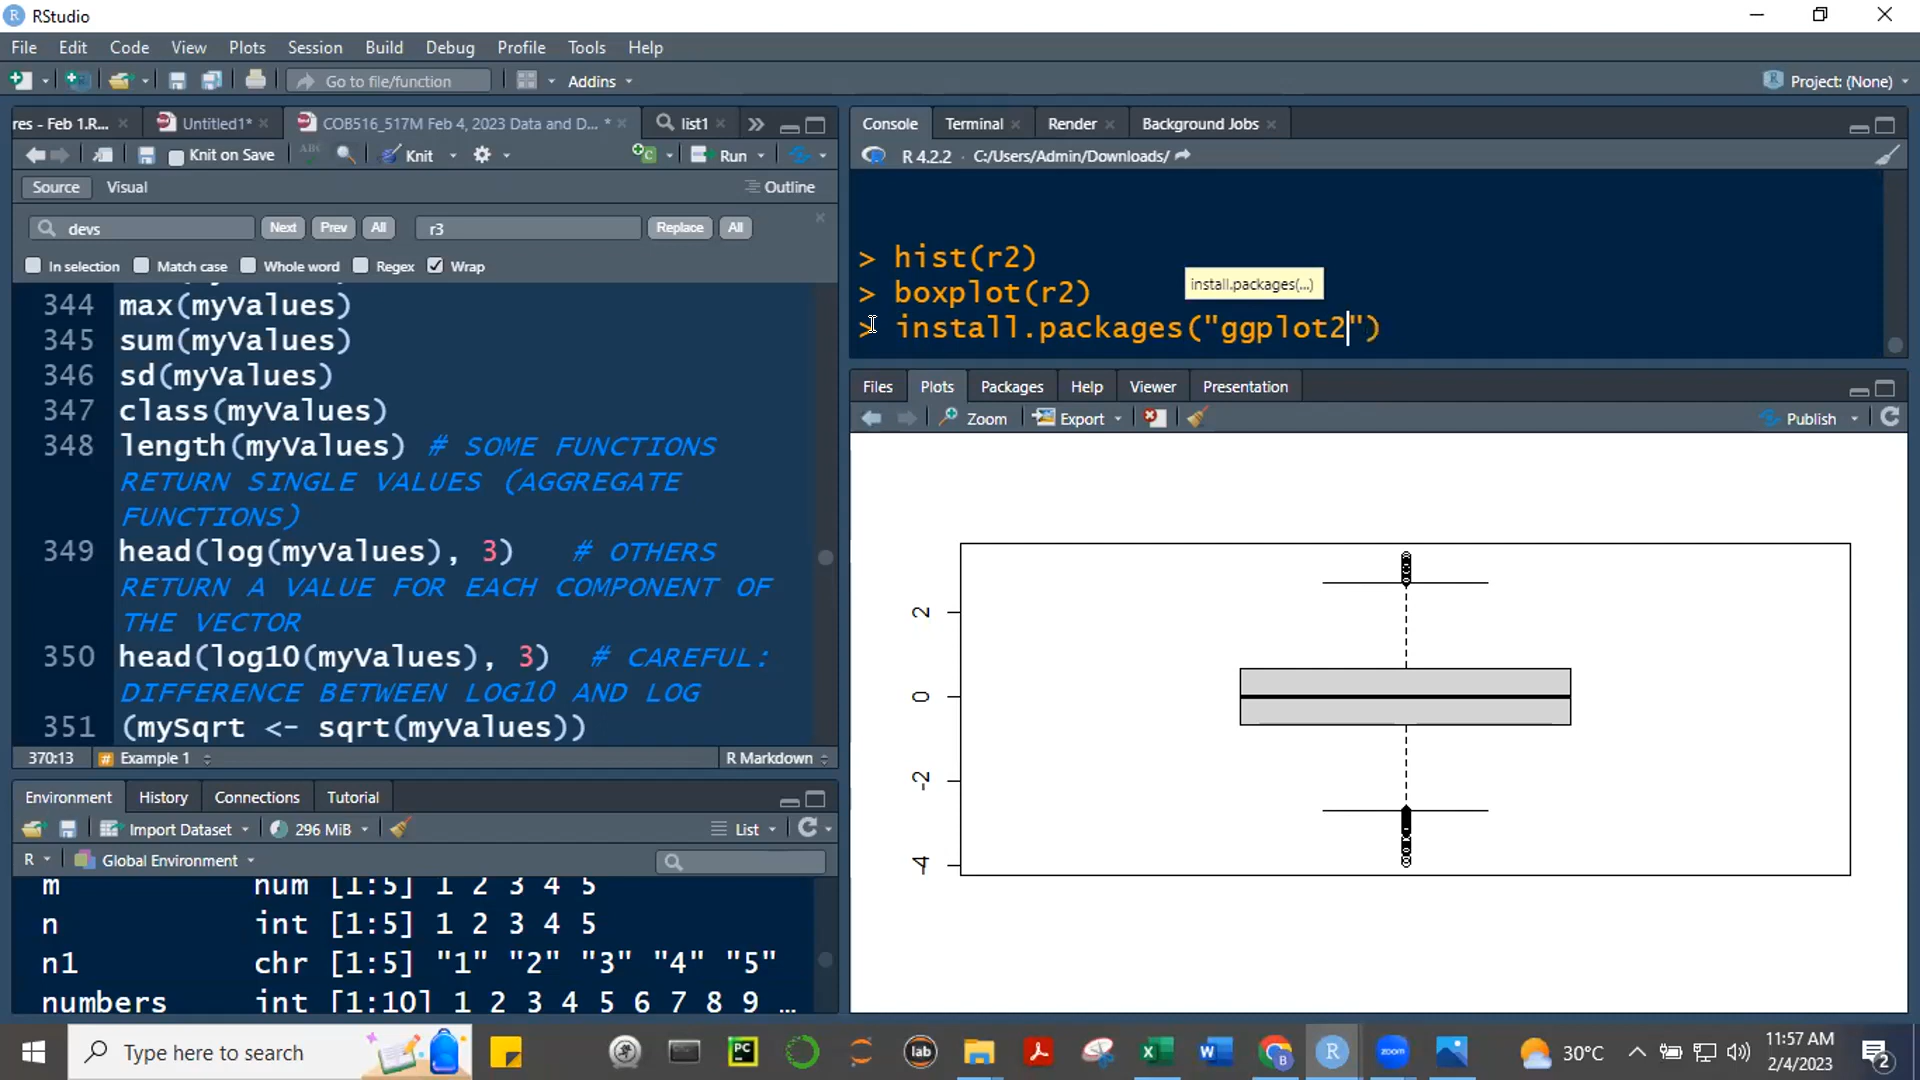 RStudio
File Edit Code View Plots Session Build Debug Profile Tools Help
Go to file/function Addins Project: (None)
res - Feb 1.R... Untitled1* COB516_517M Feb 4, 2023 Data and D... * list1
Knit on Save ABC Knit Run
Source Visual Outline
devs Next Prev All r3 Replace All
In selection Match case Whole word Regex Wrap
344 max(myValues)
345 sum(myValues)
346 sd(myValues)
347 class(myValues)
348 length(myValues) # SOME FUNCTIONS
RETURN SINGLE VALUES (AGGREGATE
FUNCTIONS)
349 head(log(myValues), 3) # OTHERS
RETURN A VALUE FOR EACH COMPONENT OF
THE VECTOR
350 head(log10(myValues), 3) # CAREFUL:
DIFFERENCE BETWEEN LOG10 AND LOG
351 (mySqrt <- sqrt(myValues))
370:13 # Example 1 R Markdown
Environment History Connections Tutorial
Import Dataset 296 MiB List
R Global Environment
m num [1:5] 1 2 3 4 5
n int [1:5] 1 2 3 4 5
n1 chr [1:5] "1" "2" "3" "4" "5"
numbers int [1:10] 1 2 3 4 5 6 7 8 9 ...
Console Terminal Render Background Jobs
R 4.2.2 · C:/Users/Admin/Downloads/
> hist(r2)
> boxplot(r2)
install.packages(...)
> install.packages("ggplot2")
Files Plots Packages Help Viewer Presentation
Zoom Export Publish
2
0
-2
-4
Type here to search PC lab 30°C 11:57 AM
2/4/2023 2